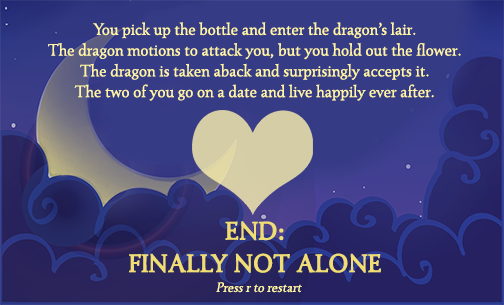 You pick up the bottle and enter the dragon's lair.
The dragon motions to attack you, but you hold out the flower.
The dragon is taken aback and surprisingly accepts it.
The two of you go on a date and live happily ever after.
END:
FINALLY NOT ALONE
Press r to restart